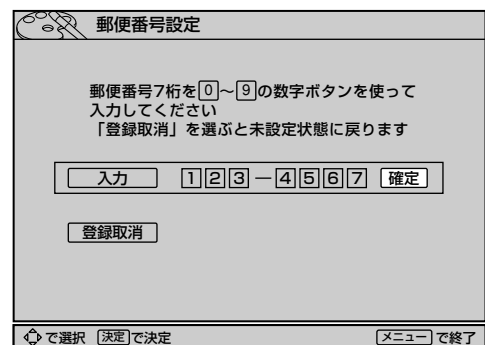 郵便番号設定
郵便番号7桁を0～9の数字ボタンを使って
入力してください
「登録取消」を選ぶと未設定状態に戻ります
入力 123－4567 確定
登録取消
で選択 決定で決定 メニューで終了